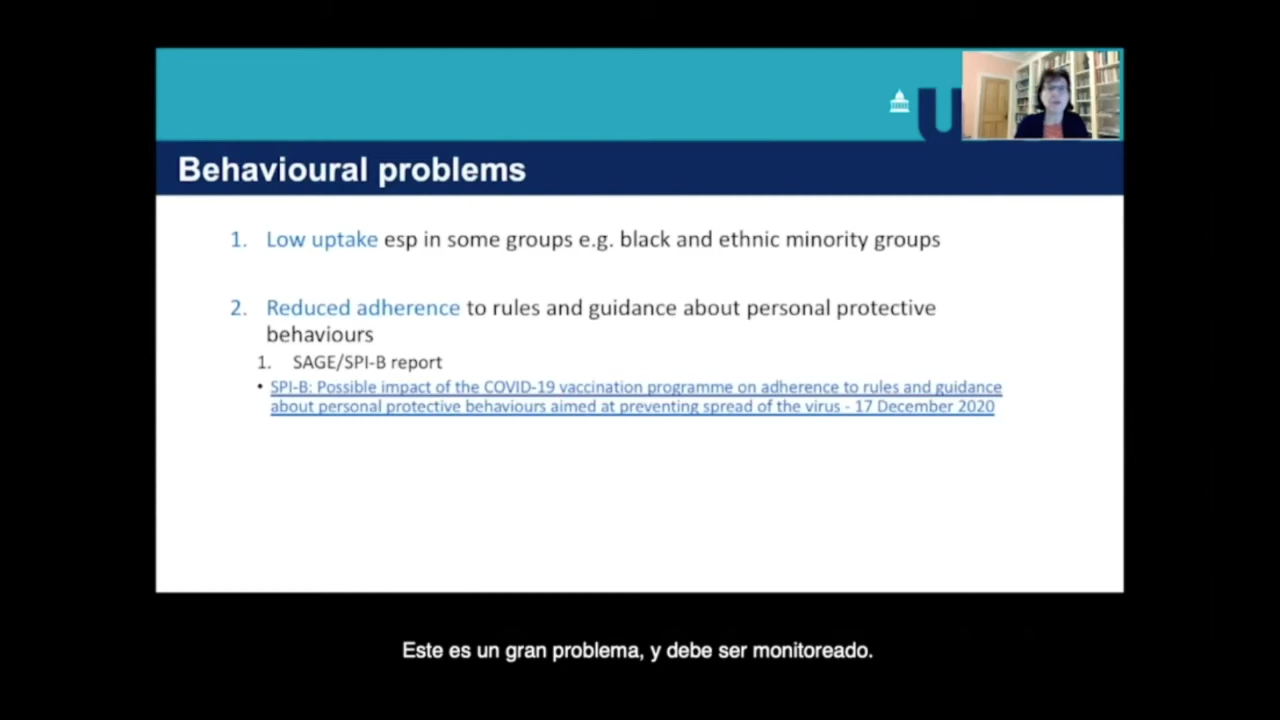 U
Behavioural problems
1. Low uptake esp in some groups e.g. black and ethnic minority groups
2. Reduced adherence to rules and guidance about personal protective
behaviours
1. SAGE/SPI-B report
• SPI-B: Possible impact of the COVID-19 vaccination programme on adherence to rules and guidance
about personal protective behaviours aimed at preventing spread of the virus - 17 December 2020
Este es un gran problema, y debe ser monitoreado.